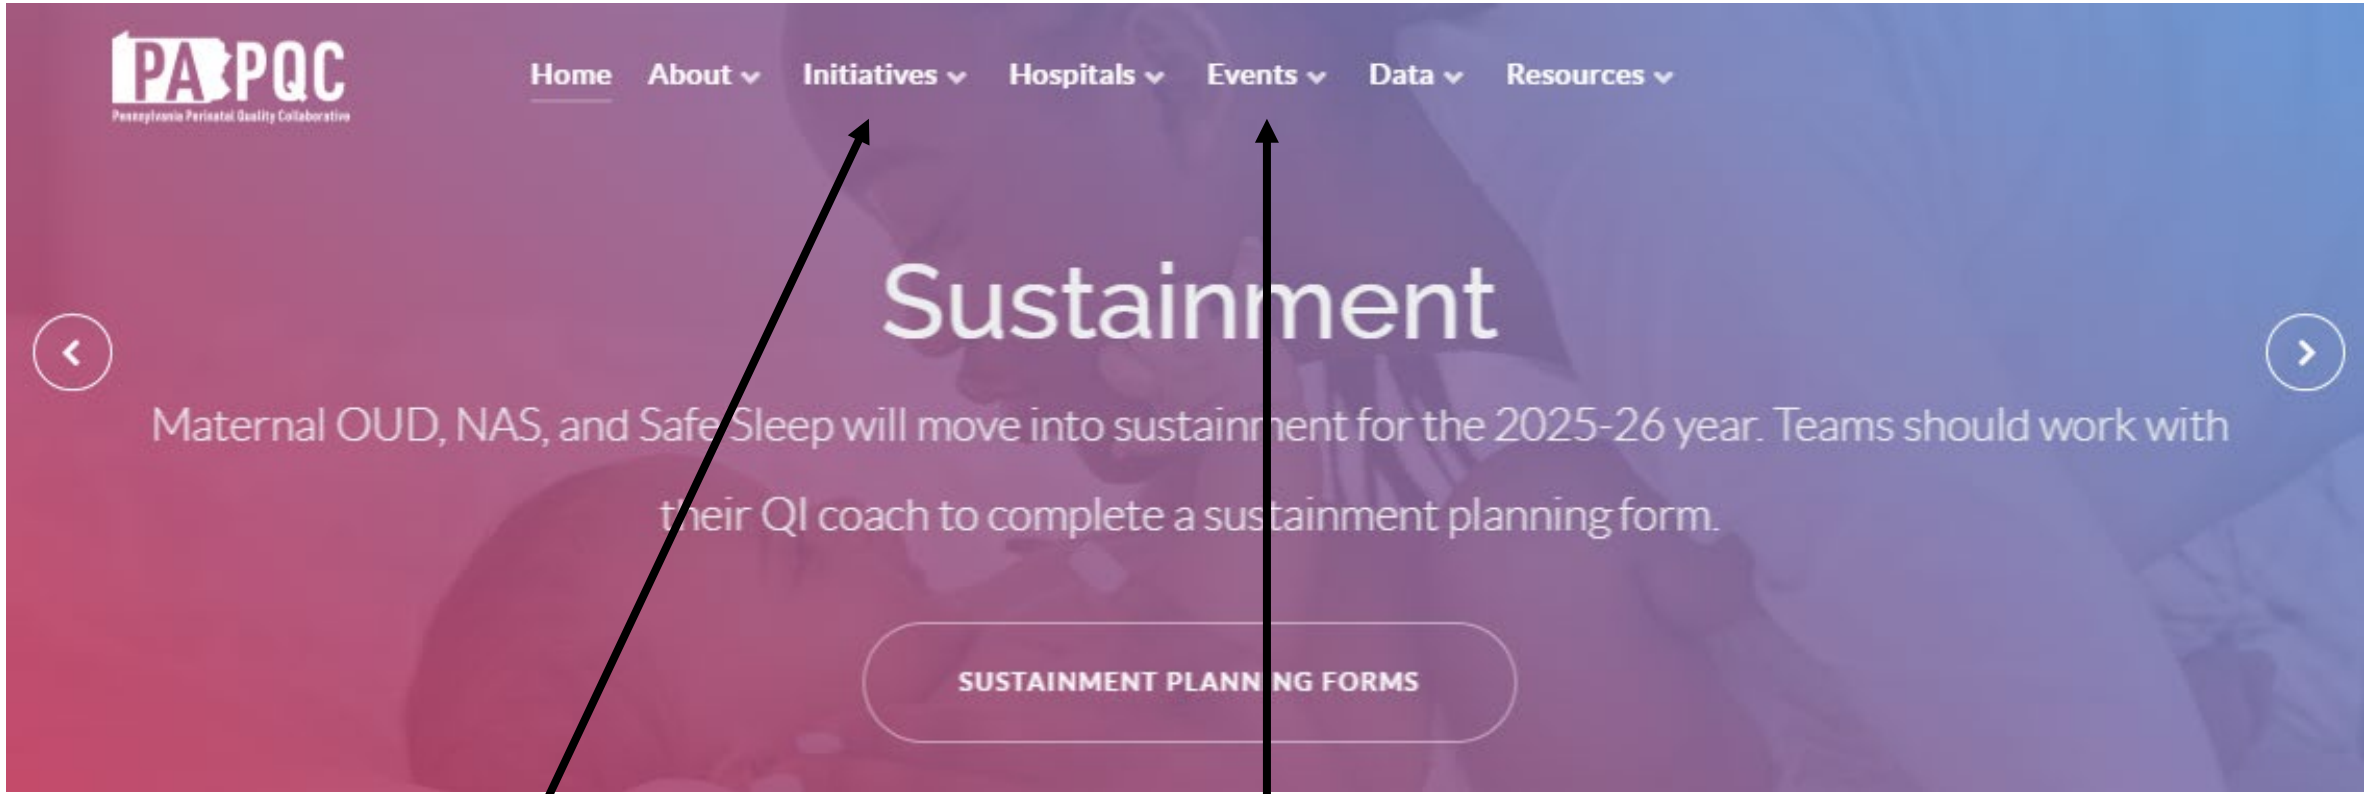 PA PQC
Pennsylvania Perinatal Quality Collaborative
Home About Initiatives Hospitals Events Data Resources
Sustainment
Maternal OUD, NAS, and Safe Sleep will move into sustainment for the 2025-26 year. Teams should work with
their QI coach to complete a sustainment planning form.
SUSTAINMENT PLANNING FORMS